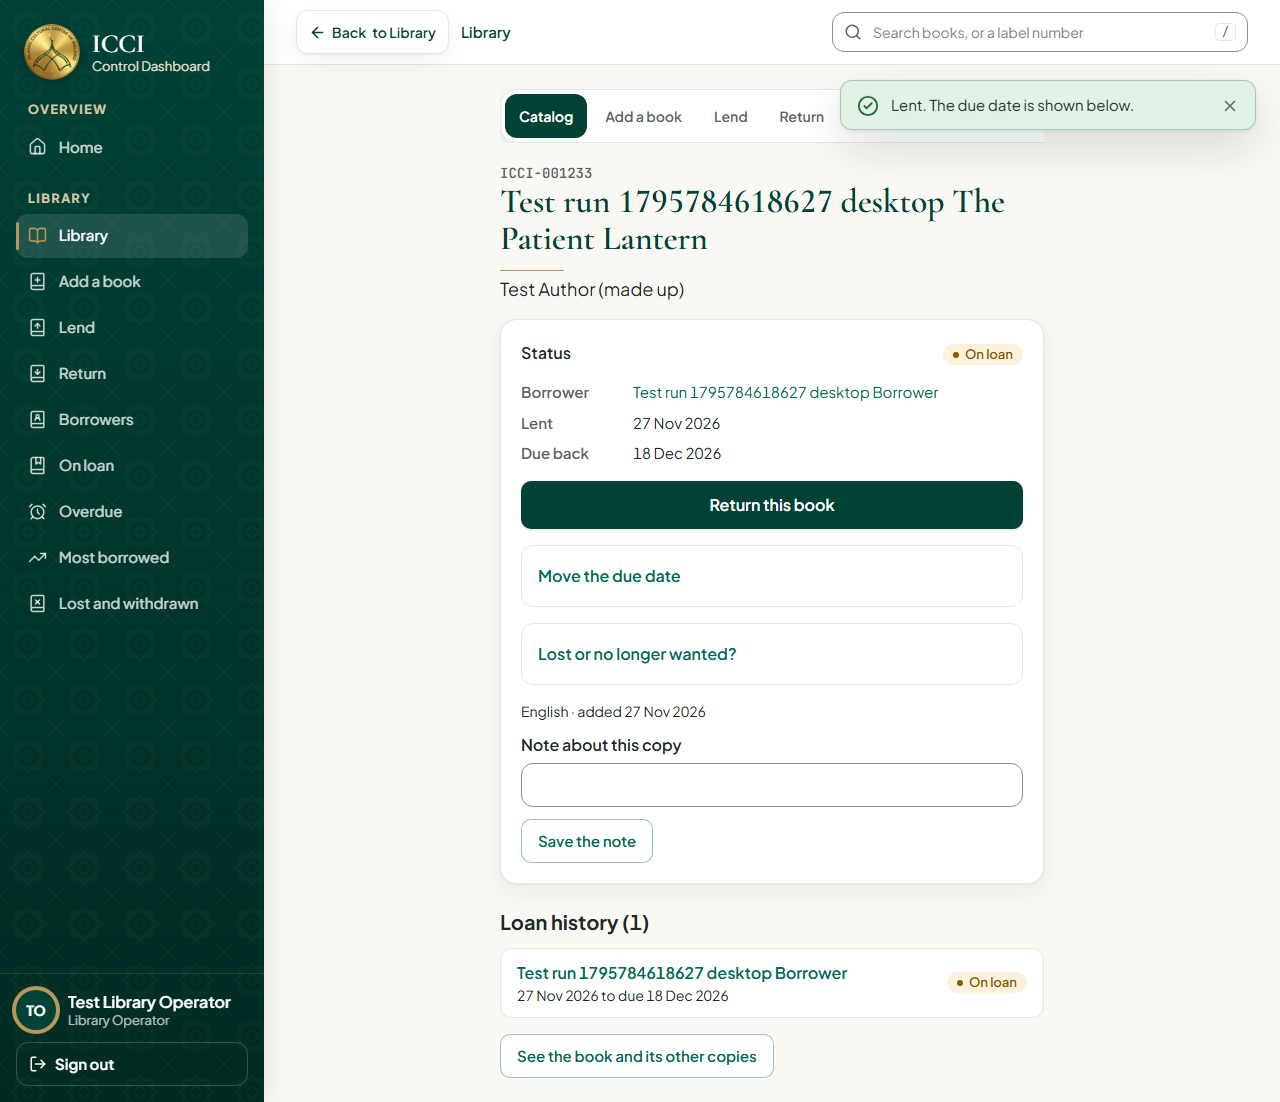 ICCI
Control Dashboard
OVERVIEW
Home
LIBRARY
Library
Add a book
Lend
Return
Borrowers
On loan
Overdue
Most borrowed
Lost and withdrawn
TO
Test Library Operator
Library Operator
Sign out
Back to Library
Library
Search books, or a label number
/
Lent. The due date is shown below.
Catalog
Add a book
Lend
Return
ICCI-001233
Test run 1795784618627 desktop The
Patient Lantern
Test Author (made up)
Status
On loan
Borrower
Test run 1795784618627 desktop Borrower
Lent
27 Nov 2026
Due back
18 Dec 2026
Return this book
Move the due date
Lost or no longer wanted?
English · added 27 Nov 2026
Note about this copy
Save the note
Loan history (1)
Test run 1795784618627 desktop Borrower
27 Nov 2026 to due 18 Dec 2026
On loan
See the book and its other copies